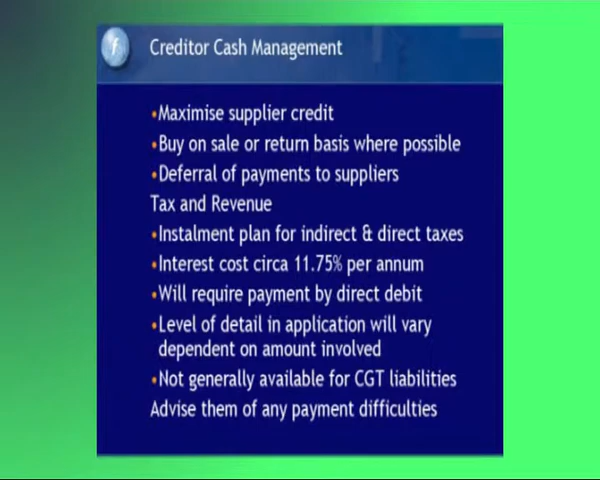 Creditor Cash Management
•Maximise supplier credit
•Buy on sale or return basis where possible
•Deferral of payments to suppliers
Tax and Revenue
•Instalment plan for indirect & direct taxes
•Interest cost circa 11.75% per annum
•Will require payment by direct debit
•Level of detail in application will vary
dependent on amount involved
•Not generally available for CGT liabilities
Advise them of any payment difficulties